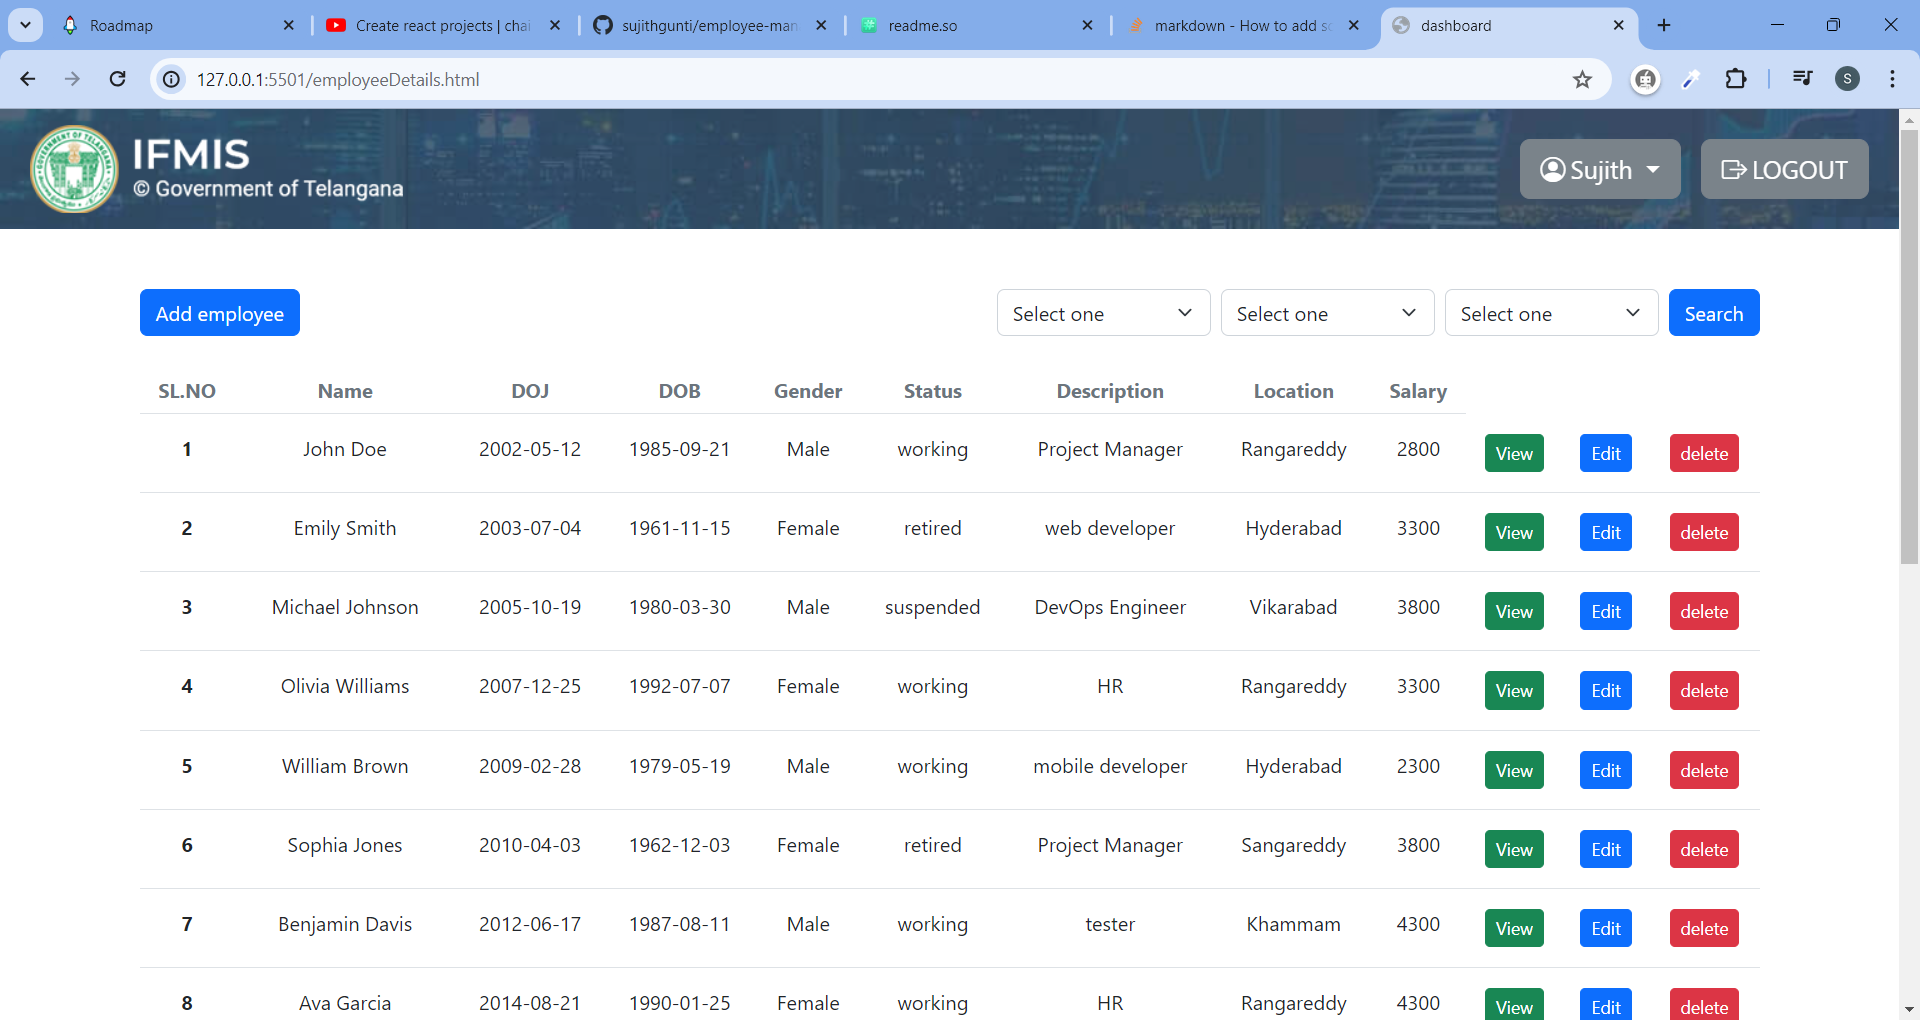 Roadmap
Create react projects | chai
sujithgunti/employee-man
readme.so
markdown - How to add sc
dashboard
127.0.0.1:5501/employeeDetails.html
S
IFMIS
© Government of Telangana
Sujith
LOGOUT
Add employee
Select one
Select one
Select one
Search
SL.NO Name DOJ DOB Gender Status Description Location Salary
1 John Doe 2002-05-12 1985-09-21 Male working Project Manager Rangareddy 2800 View Edit delete
2 Emily Smith 2003-07-04 1961-11-15 Female retired web developer Hyderabad 3300 View Edit delete
3 Michael Johnson 2005-10-19 1980-03-30 Male suspended DevOps Engineer Vikarabad 3800 View Edit delete
4 Olivia Williams 2007-12-25 1992-07-07 Female working HR Rangareddy 3300 View Edit delete
5 William Brown 2009-02-28 1979-05-19 Male working mobile developer Hyderabad 2300 View Edit delete
6 Sophia Jones 2010-04-03 1962-12-03 Female retired Project Manager Sangareddy 3800 View Edit delete
7 Benjamin Davis 2012-06-17 1987-08-11 Male working tester Khammam 4300 View Edit delete
8 Ava Garcia 2014-08-21 1990-01-25 Female working HR Rangareddy 4300 View Edit delete